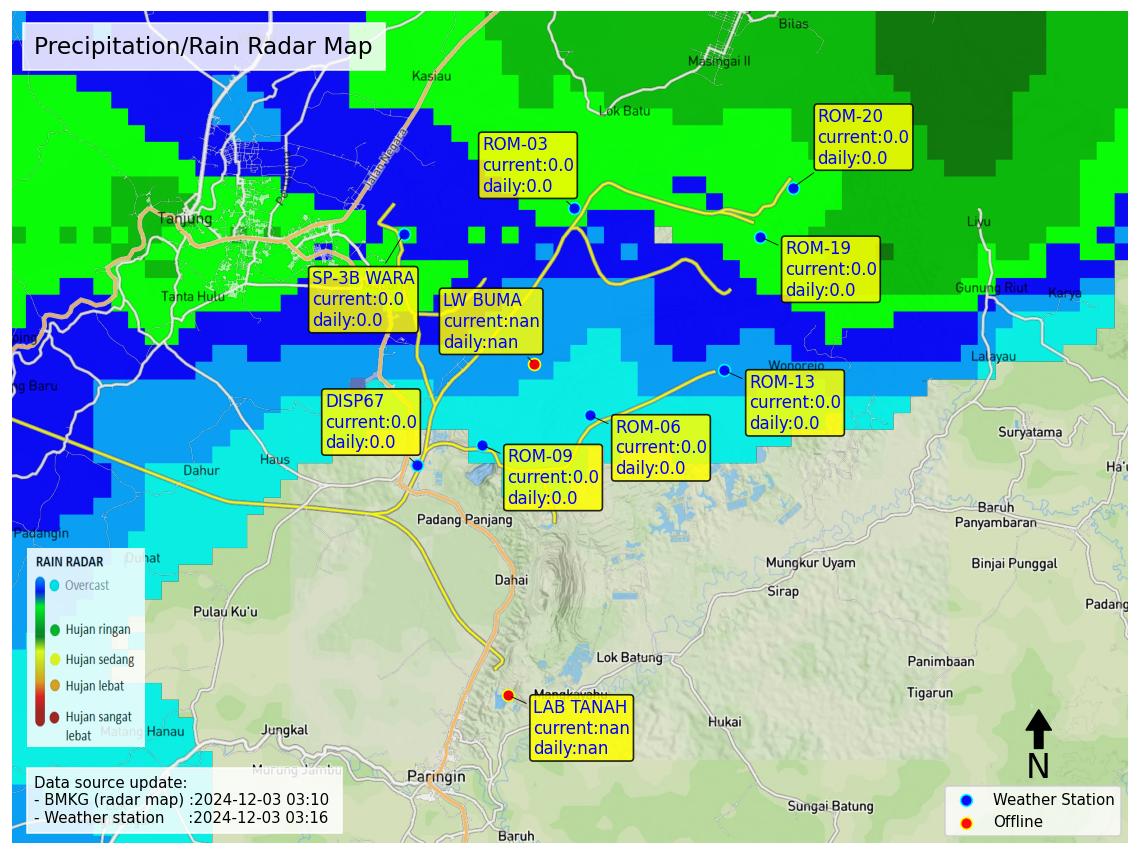 Precipitation/Rain Radar Map
Bilas
Masingai II
Kasiau
Lok Batu
ROM-20
current:0.0
daily:0.0
ROM-03
current:0.0
daily:0.0
Jalan Negara
Tanjung
Liyu
ROM-19
current:0.0
daily:0.0
SP-3B WARA
current:0.0
daily:0.0
LW BUMA
current:nan
daily:nan
Tanta Hulu
Gunung Riut
Karya
Lalayau
Wonorejo
ng Baru
ROM-13
current:0.0
daily:0.0
DISP67
current:0.0
daily:0.0
ROM-06
current:0.0
daily:0.0
ROM-09
current:0.0
daily:0.0
Suryatama
Dahur
Haus
Ha'u
Baruh
Panyambaran
Padang Panjang
Padangin
Mungkur Uyam
Binjai Punggal
Dahai
Sirap
Padang
Pulau Ku'u
RAIN RADAR
Overcast
Hujan ringan
Hujan sedang
Hujan lebat
Hujan sangat
lebat
Lok Batung
Panimbaan
Tigarun
LAB TANAH
current:nan
daily:nan
Hukai
Matang Hanau
Jungkal
Murung Jambu
Paringin
N
Data source update:
- BMKG (radar map) :2024-12-03 03:10
- Weather station :2024-12-03 03:16
Sungai Batung
Baruh
Weather Station
Offline